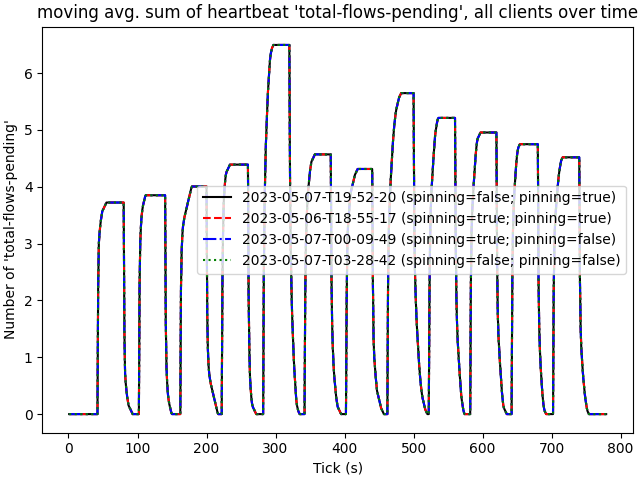 moving avg. sum of heartbeat 'total-flows-pending', all clients over time
Number of 'total-flows-pending'
6
5
4
3
2
1
0
2023-05-07-T19-52-20 (spinning=false; pinning=true)
2023-05-06-T18-55-17 (spinning=true; pinning=true)
2023-05-07-T00-09-49 (spinning=true; pinning=false)
2023-05-07-T03-28-42 (spinning=false; pinning=false)
0 100 200 300 400 500 600 700 800
Tick (s)